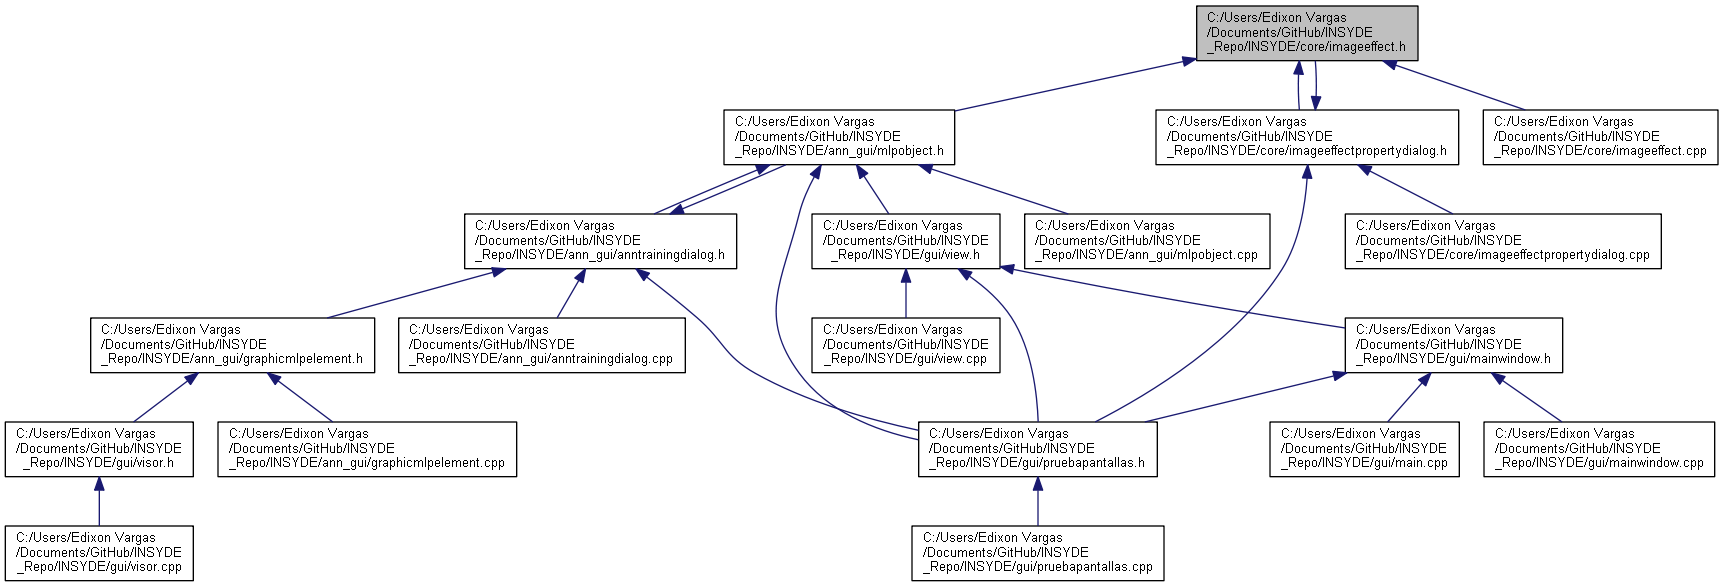 C:/Users/Edixon Vargas
/Documents/GitHub/INSYDE
_Repo/INSYDE/core/imageeffect.h
C:/Users/Edixon Vargas
/Documents/GitHub/INSYDE
_Repo/INSYDE/ann_gui/mlpobject.h
C:/Users/Edixon Vargas
/Documents/GitHub/INSYDE
_Repo/INSYDE/core/imageeffectpropertydialog.h
C:/Users/Edixon Vargas
/Documents/GitHub/INSYDE
_Repo/INSYDE/core/imageeffect.cpp
C:/Users/Edixon Vargas
/Documents/GitHub/INSYDE
_Repo/INSYDE/ann_gui/anntrainingdialog.h
C:/Users/Edixon Vargas
/Documents/GitHub/INSYDE
_Repo/INSYDE/gui/view.h
C:/Users/Edixon Vargas
/Documents/GitHub/INSYDE
_Repo/INSYDE/ann_gui/mlpobject.cpp
C:/Users/Edixon Vargas
/Documents/GitHub/INSYDE
_Repo/INSYDE/core/imageeffectpropertydialog.cpp
C:/Users/Edixon Vargas
/Documents/GitHub/INSYDE
_Repo/INSYDE/ann_gui/graphicmlpelement.h
C:/Users/Edixon Vargas
/Documents/GitHub/INSYDE
_Repo/INSYDE/ann_gui/anntrainingdialog.cpp
C:/Users/Edixon Vargas
/Documents/GitHub/INSYDE
_Repo/INSYDE/gui/view.cpp
C:/Users/Edixon Vargas
/Documents/GitHub/INSYDE
_Repo/INSYDE/gui/mainwindow.h
C:/Users/Edixon Vargas
/Documents/GitHub/INSYDE
_Repo/INSYDE/gui/visor.h
C:/Users/Edixon Vargas
/Documents/GitHub/INSYDE
_Repo/INSYDE/ann_gui/graphicmlpelement.cpp
C:/Users/Edixon Vargas
/Documents/GitHub/INSYDE
_Repo/INSYDE/gui/pruebapantallas.h
C:/Users/Edixon Vargas
/Documents/GitHub/INSYDE
_Repo/INSYDE/gui/main.cpp
C:/Users/Edixon Vargas
/Documents/GitHub/INSYDE
_Repo/INSYDE/gui/mainwindow.cpp
C:/Users/Edixon Vargas
/Documents/GitHub/INSYDE
_Repo/INSYDE/gui/visor.cpp
C:/Users/Edixon Vargas
/Documents/GitHub/INSYDE
_Repo/INSYDE/gui/pruebapantallas.cpp